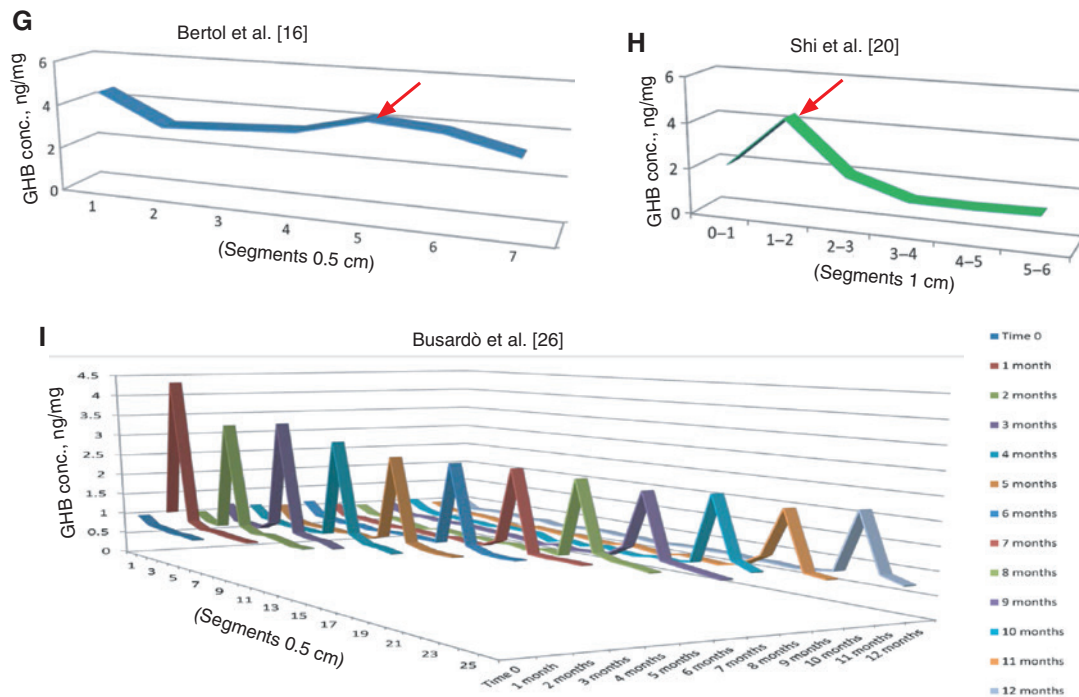 G
Bertol et al. [16]
GHB conc., ng/mg
6
4
2
0
1
2
3
4
5
6
7
(Segments 0.5 cm)
H
Shi et al. [20]
GHB conc., ng/mg
6
4
2
0
0–1
1–2
2–3
3–4
4–5
5–6
(Segments 1 cm)
I
Busardò et al. [26]
GHB conc., ng/mg
4.5
4
3.5
3
2.5
2
1.5
1
0.5
0
1
3
5
7
9
11
13
15
17
19
21
23
25
(Segments 0.5 cm)
Time 0
1 month
2 months
3 months
4 months
5 months
6 months
7 months
8 months
9 months
10 months
11 months
12 months
Time 0
1 month
2 months
3 months
4 months
5 months
6 months
7 months
8 months
9 months
10 months
11 months
12 months